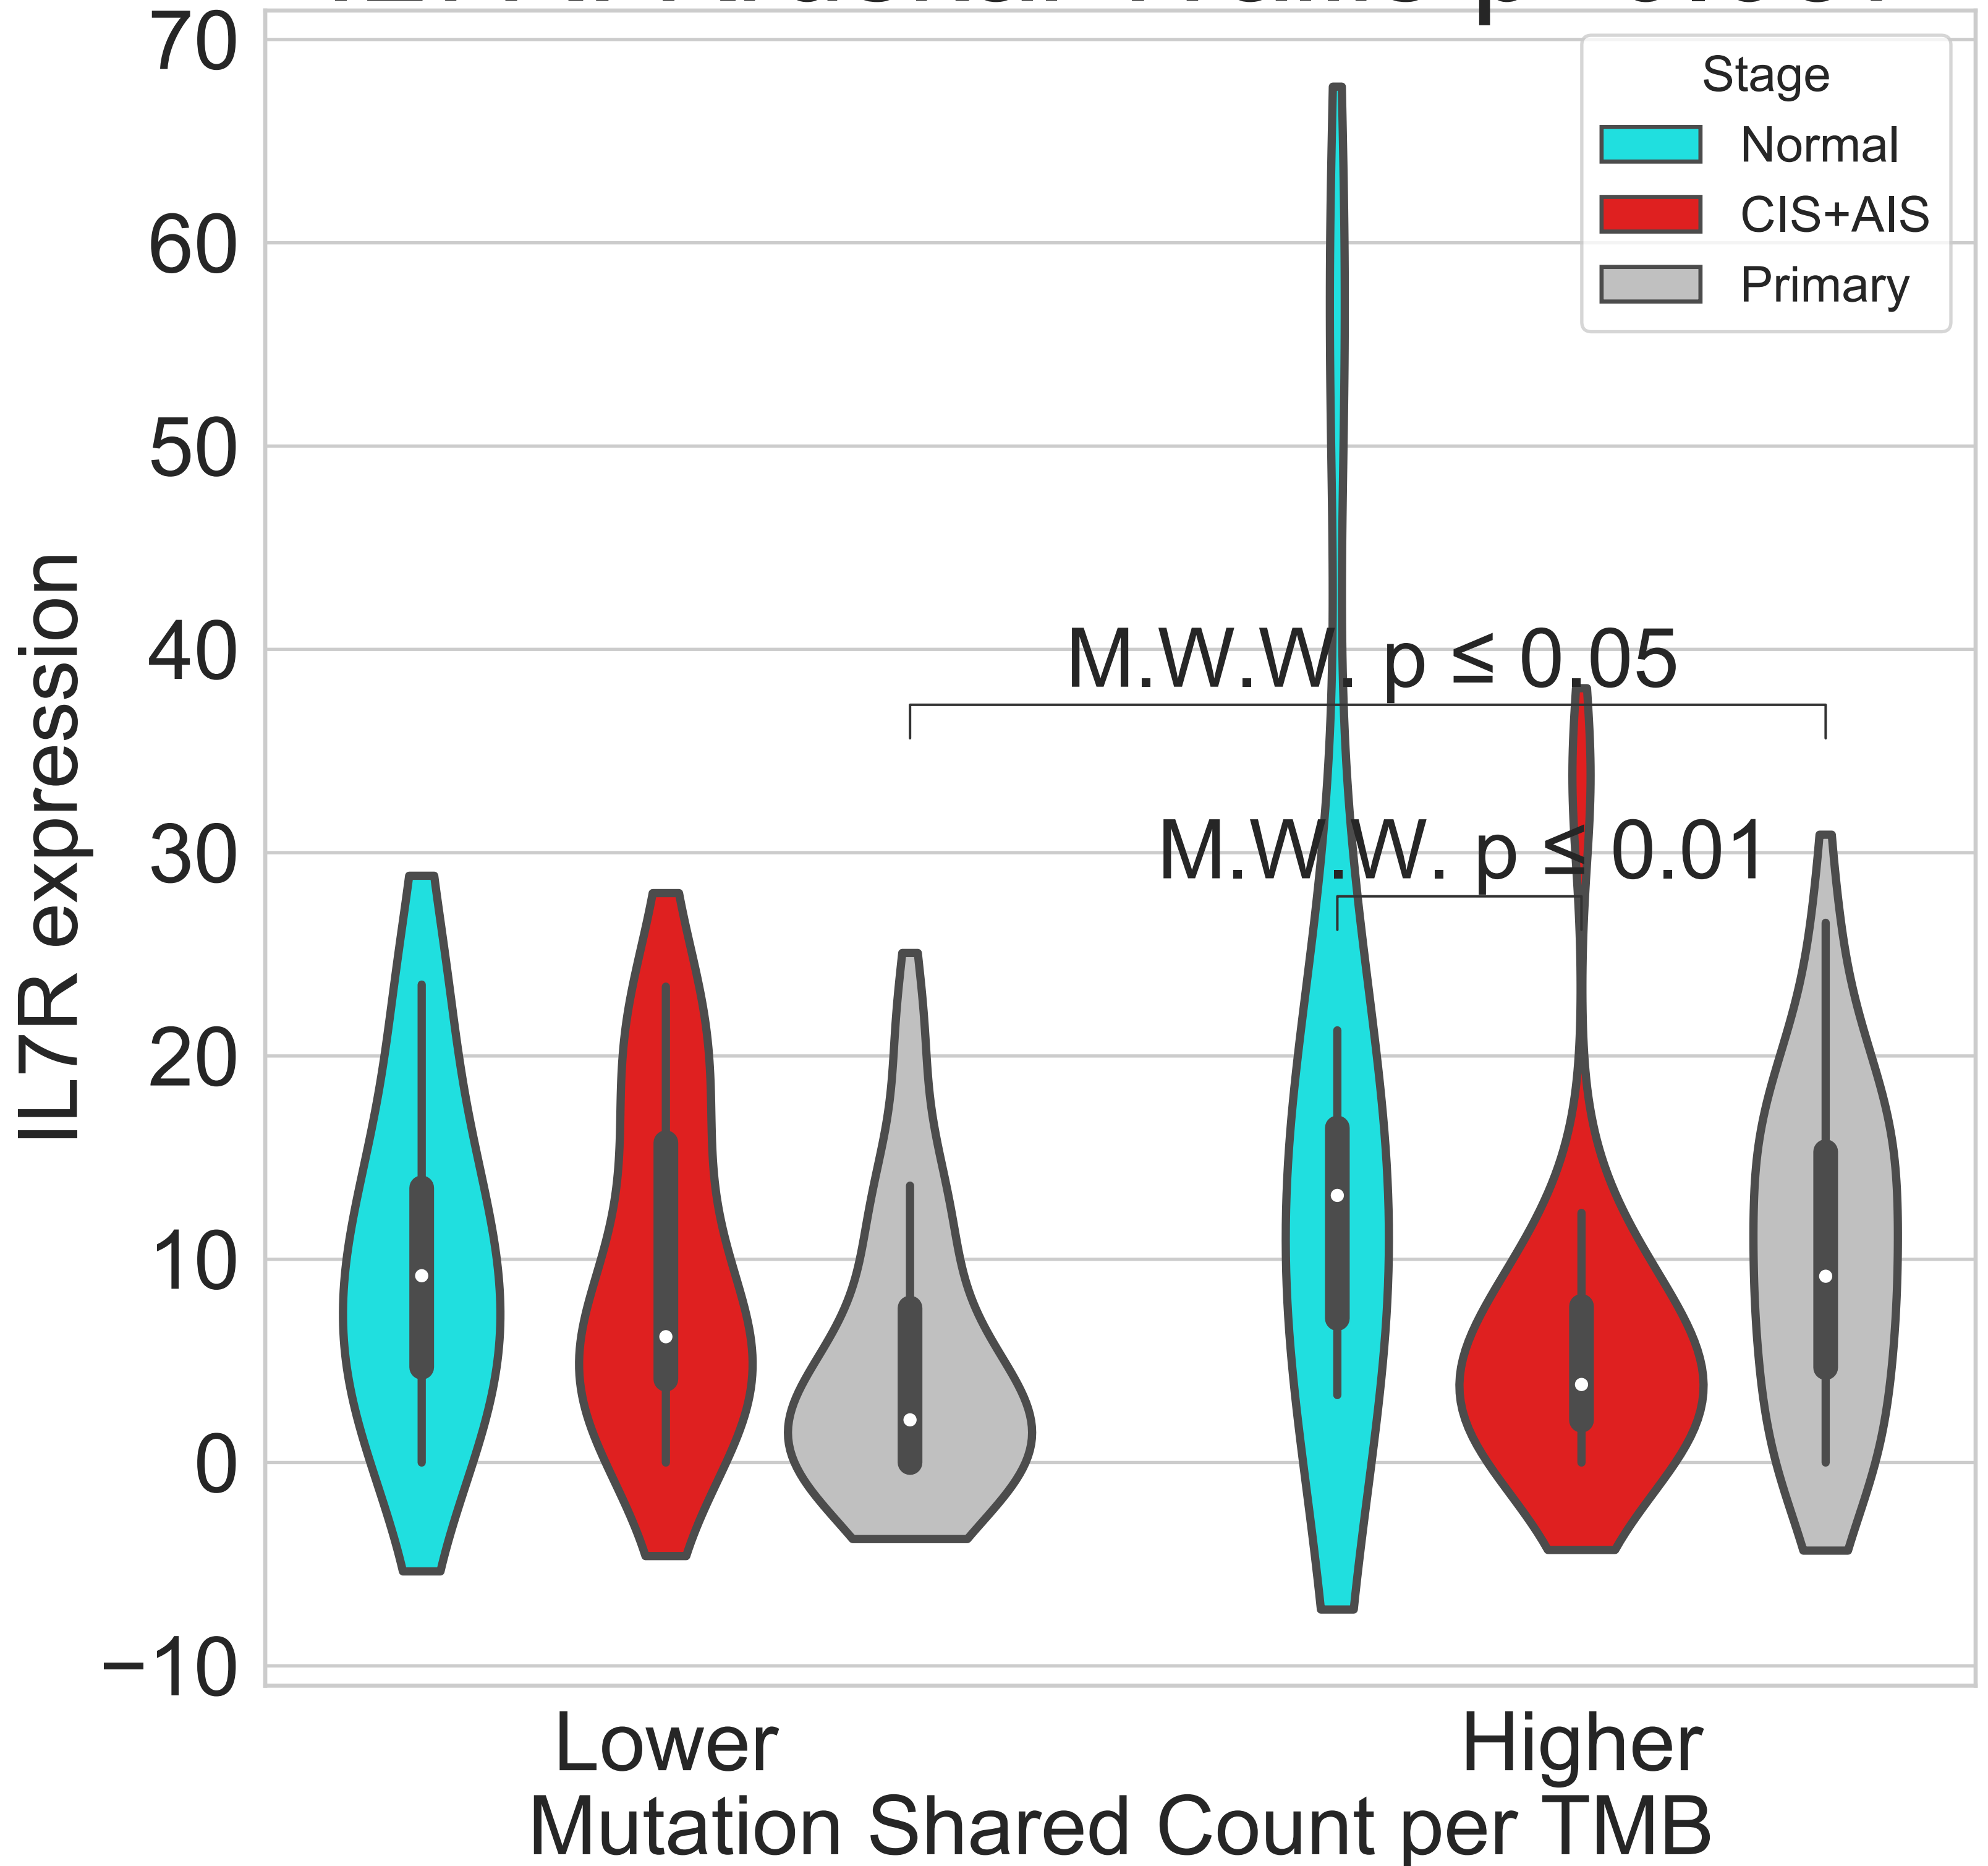 70
60
50
40
30
20
10
0
−10
IL7R expression
Stage
Normal
CIS+AIS
Primary
M.W.W. p ≤ 0.05
M.W.W. p ≤ 0.01
Lower
Higher
Mutation Shared Count per TMB